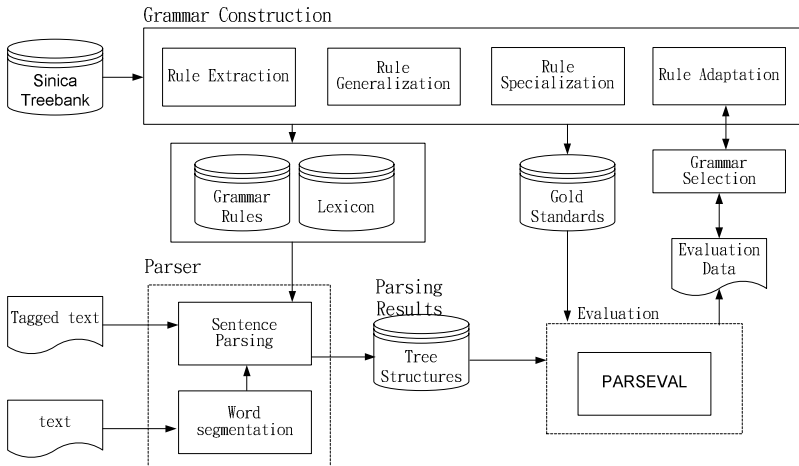 Grammar Construction
Sinica
Treebank
Rule Extraction
Rule
Generalization
Rule
Specialization
Rule Adaptation
Grammar
Rules
Lexicon
Gold
Standards
Grammar
Selection
Evaluation
Data
Parser
Tagged text
Sentence
Parsing
Parsing
Results
Tree
Structures
Evaluation
PARSEVAL
text
Word
segmentation